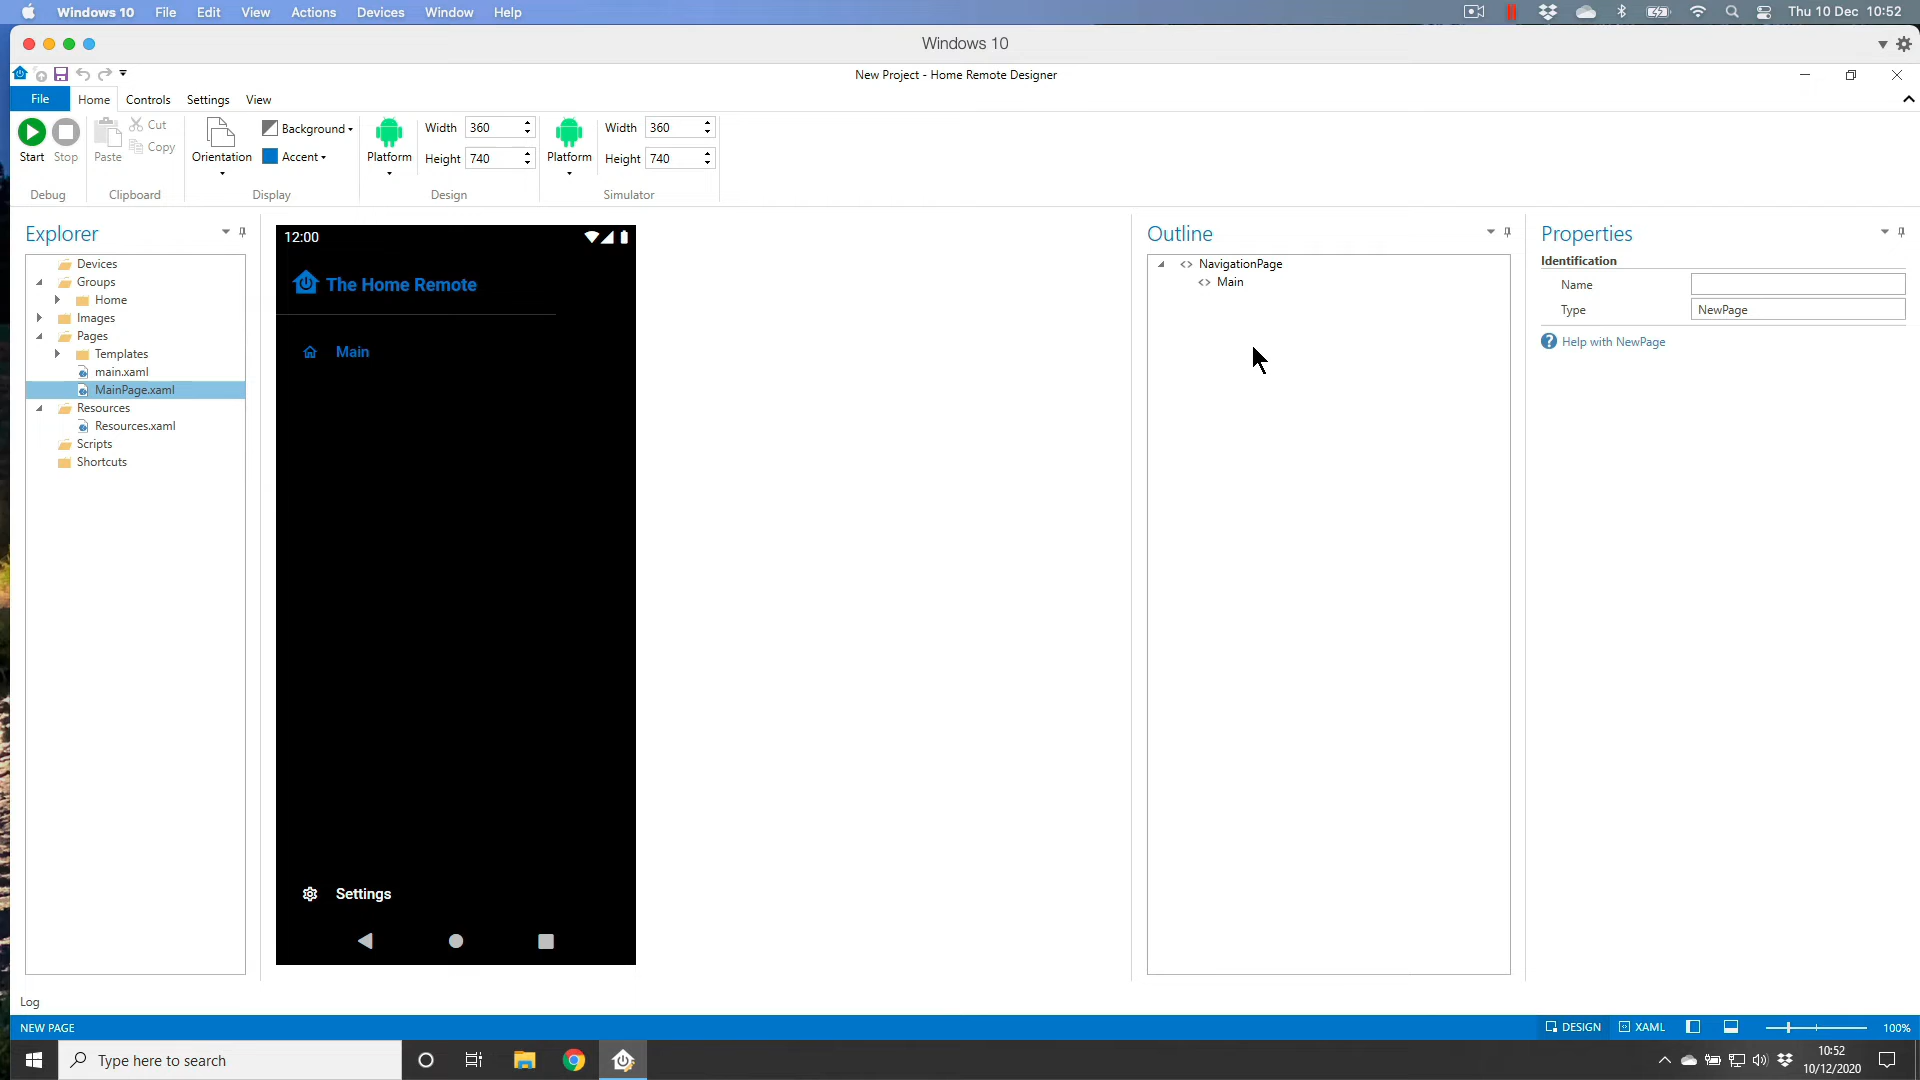 Windows 10 File Edit View Actions Devices Window Help Thu 10 Dec 10:52
Windows 10
New Project - Home Remote Designer
File Home Controls Settings View
Start Stop Paste Cut Copy Orientation Background Accent Platform Width 360 Height 740 Platform Width 360 Height 740
Debug Clipboard Display Design Simulator
Explorer
Devices
Groups
Home
Images
Pages
Templates
main.xaml
MainPage.xaml
Resources
Resources.xaml
Scripts
Shortcuts
12:00
The Home Remote
Main
Settings
Outline
<> NavigationPage
<> Main
Properties
Identification
Name
Type NewPage
? Help with NewPage
Log
NEW PAGE DESIGN XAML 100%
Type here to search
10:52
10/12/2020